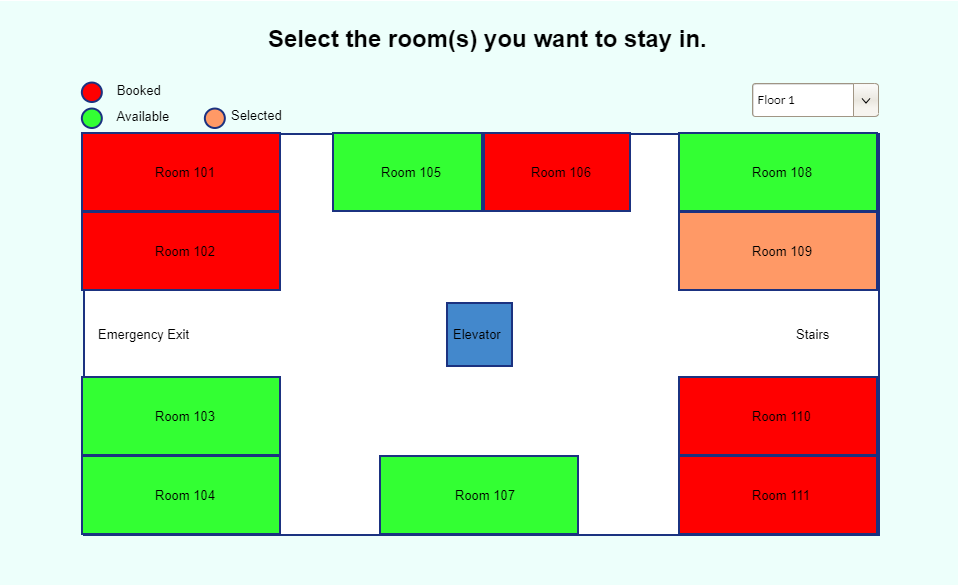 Select the room(s) you want to stay in.
Booked
Floor 1
Available
Selected
Room 101
Room 105
Room 106
Room 108
Room 102
Room 109
Emergency Exit
Elevator
Stairs
Room 103
Room 110
Room 104
Room 107
Room 111